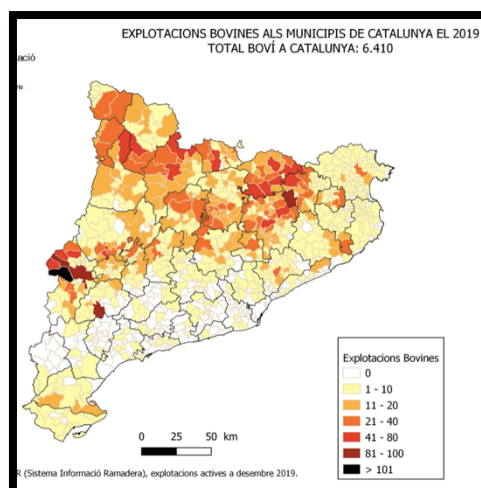 EXPLOTACIONS BOVINES ALS MUNICIPIS DE CATALUNYA EL 2019
TOTAL BOVÍ A CATALUNYA: 6.410
ació
Explotacions Bovines
0
1 - 10
11 - 20
21 - 40
41 - 80
81 - 100
> 101
0 25 50 km
R (Sistema Informació Ramadera), explotacions actives a desembre 2019.